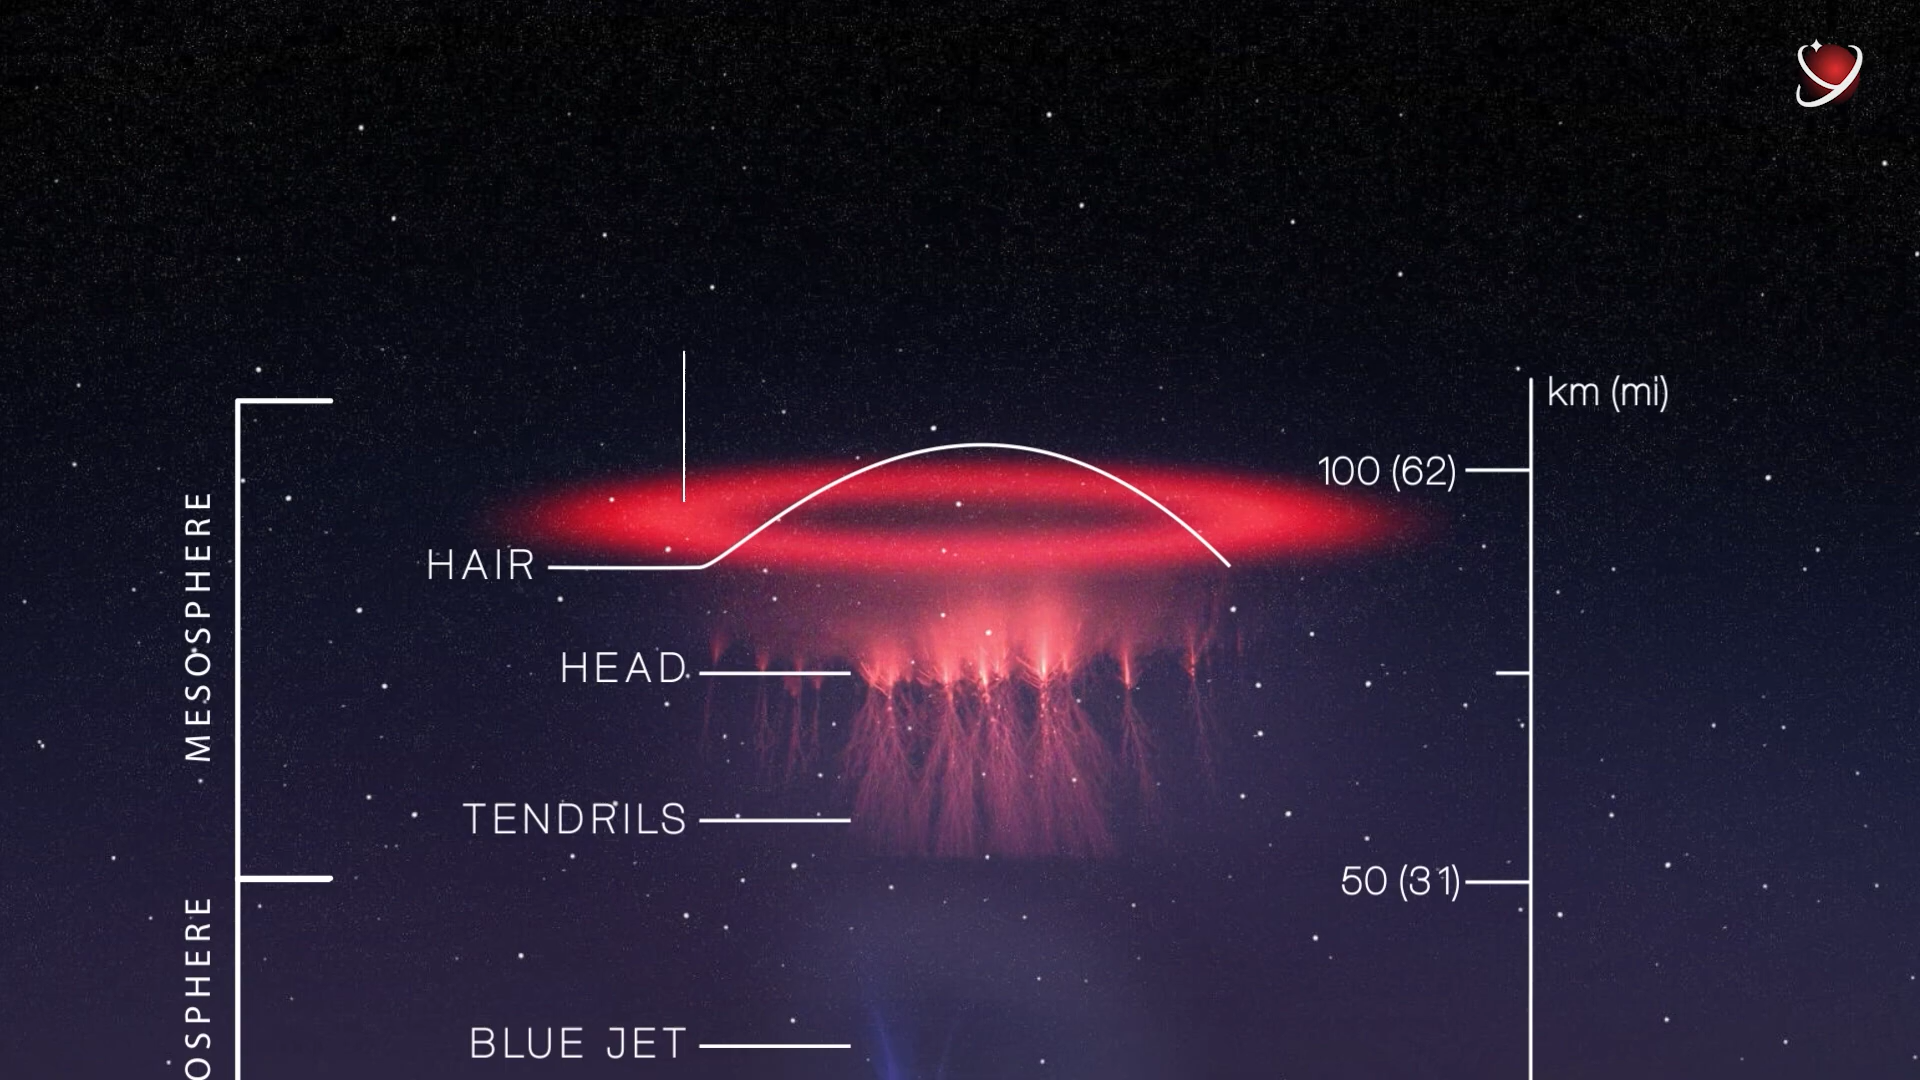 km (mi)
100 (62)
MESOSPHERE
HAIR
HEAD
TENDRILS
50 (31)
OSPHERE
BLUE JET